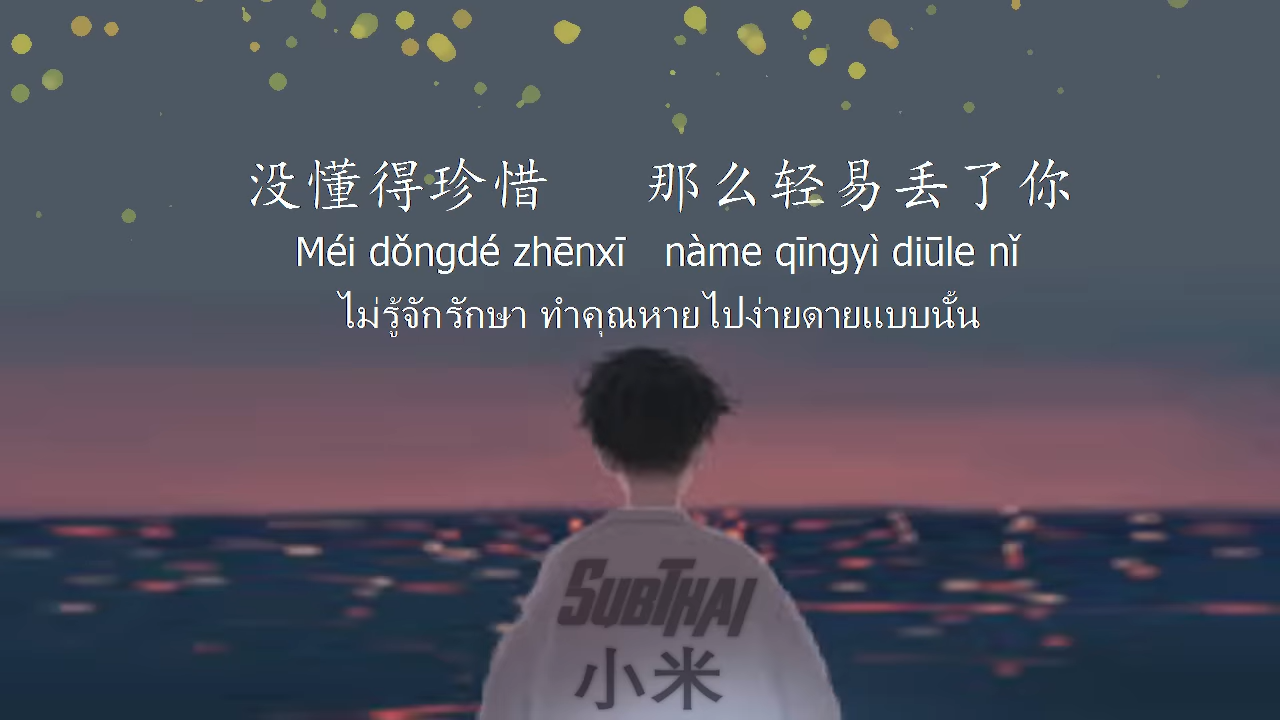 没懂得珍惜 那么轻易丢了你
Méi dǒngdé zhēnxī nàme qīngyì diūle nǐ
ไม่รู้จักรักษา ทำคุณหายไปง่ายดายแบบนั้น
SUBTHAI
小米